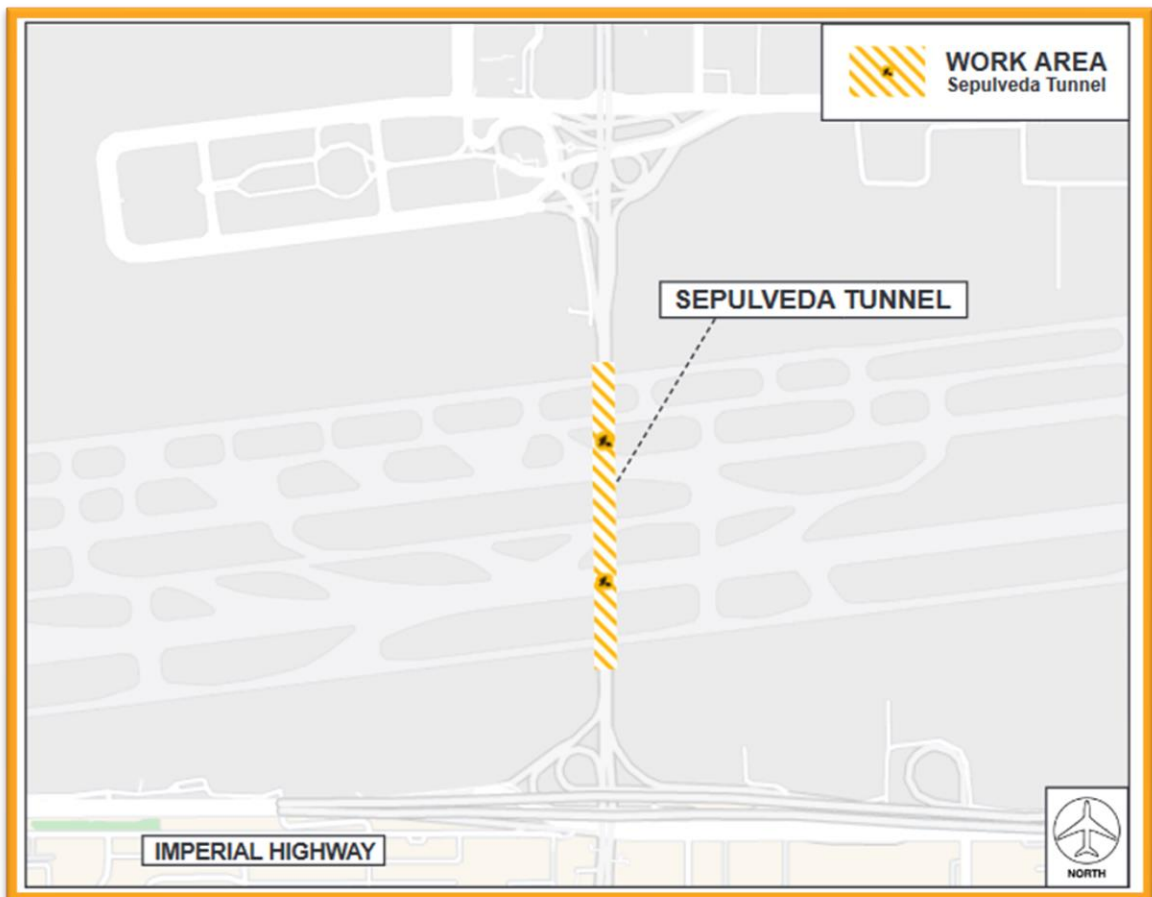 WORK AREA
Sepulveda Tunnel
SEPULVEDA TUNNEL
IMPERIAL HIGHWAY
NORTH